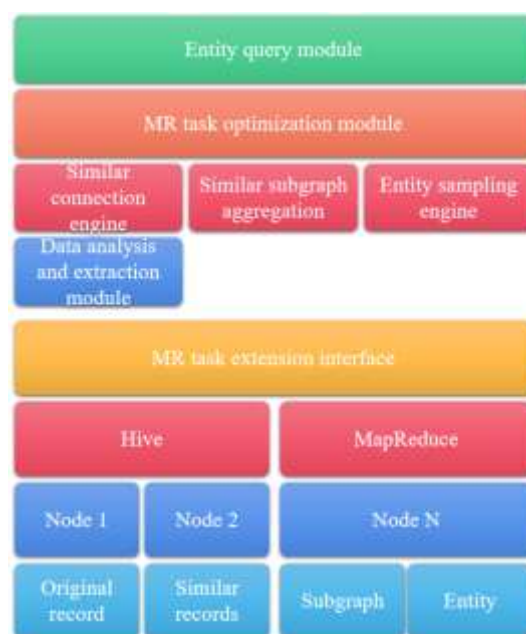 Entity query module
MR task optimization module
Similar
connection
engine
Similar subgraph
aggregation
Entity sampling
engine
Data analysis
and extraction
module
MR task extension interface
Hive
MapReduce
Node 1
Node 2
Node N
Original
record
Similar
records
Subgraph
Entity